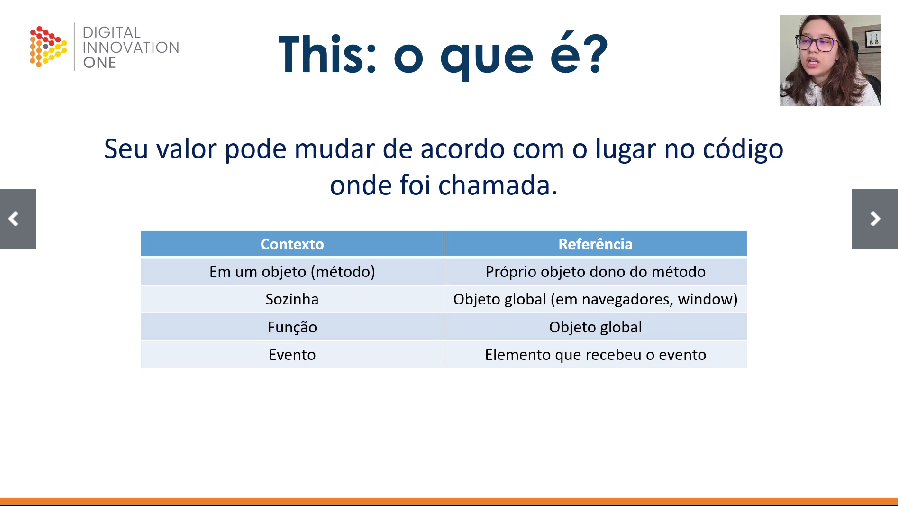 DIGITAL
INNOVATION
ONE
This: o que é?
Seu valor pode mudar de acordo com o lugar no código
onde foi chamada.
Contexto Referência
Em um objeto (método) Próprio objeto dono do método
Sozinha Objeto global (em navegadores, window)
Função Objeto global
Evento Elemento que recebeu o evento